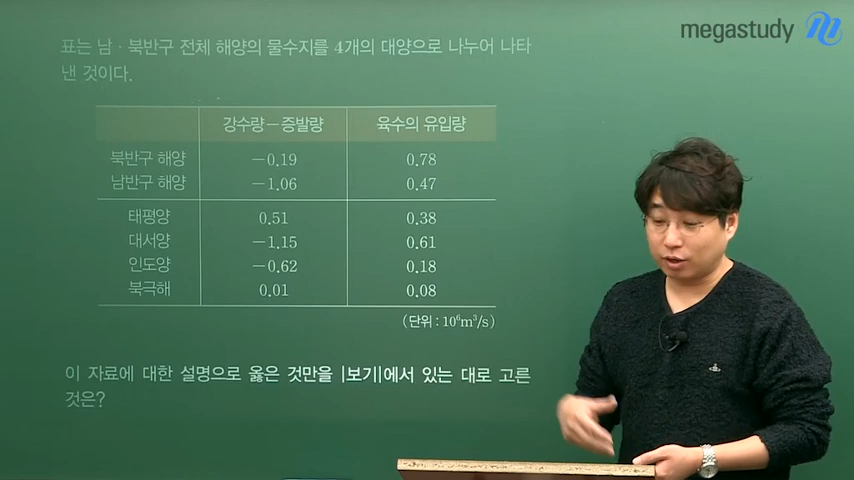 megastudy
표는 남·북반구 전체 해양의 물수지를 4개의 대양으로 나누어 나타
낸 것이다.
강수량-증발량 육수의 유입량
북반구 해양 -0.19 0.78
남반구 해양 -1.06 0.47
태평양 0.51 0.38
대서양 -1.15 0.61
인도양 -0.62 0.18
북극해 0.01 0.08
(단위 : 10⁶m³/s)
이 자료에 대한 설명으로 옳은 것만을 |보기|에서 있는 대로 고른
것은?